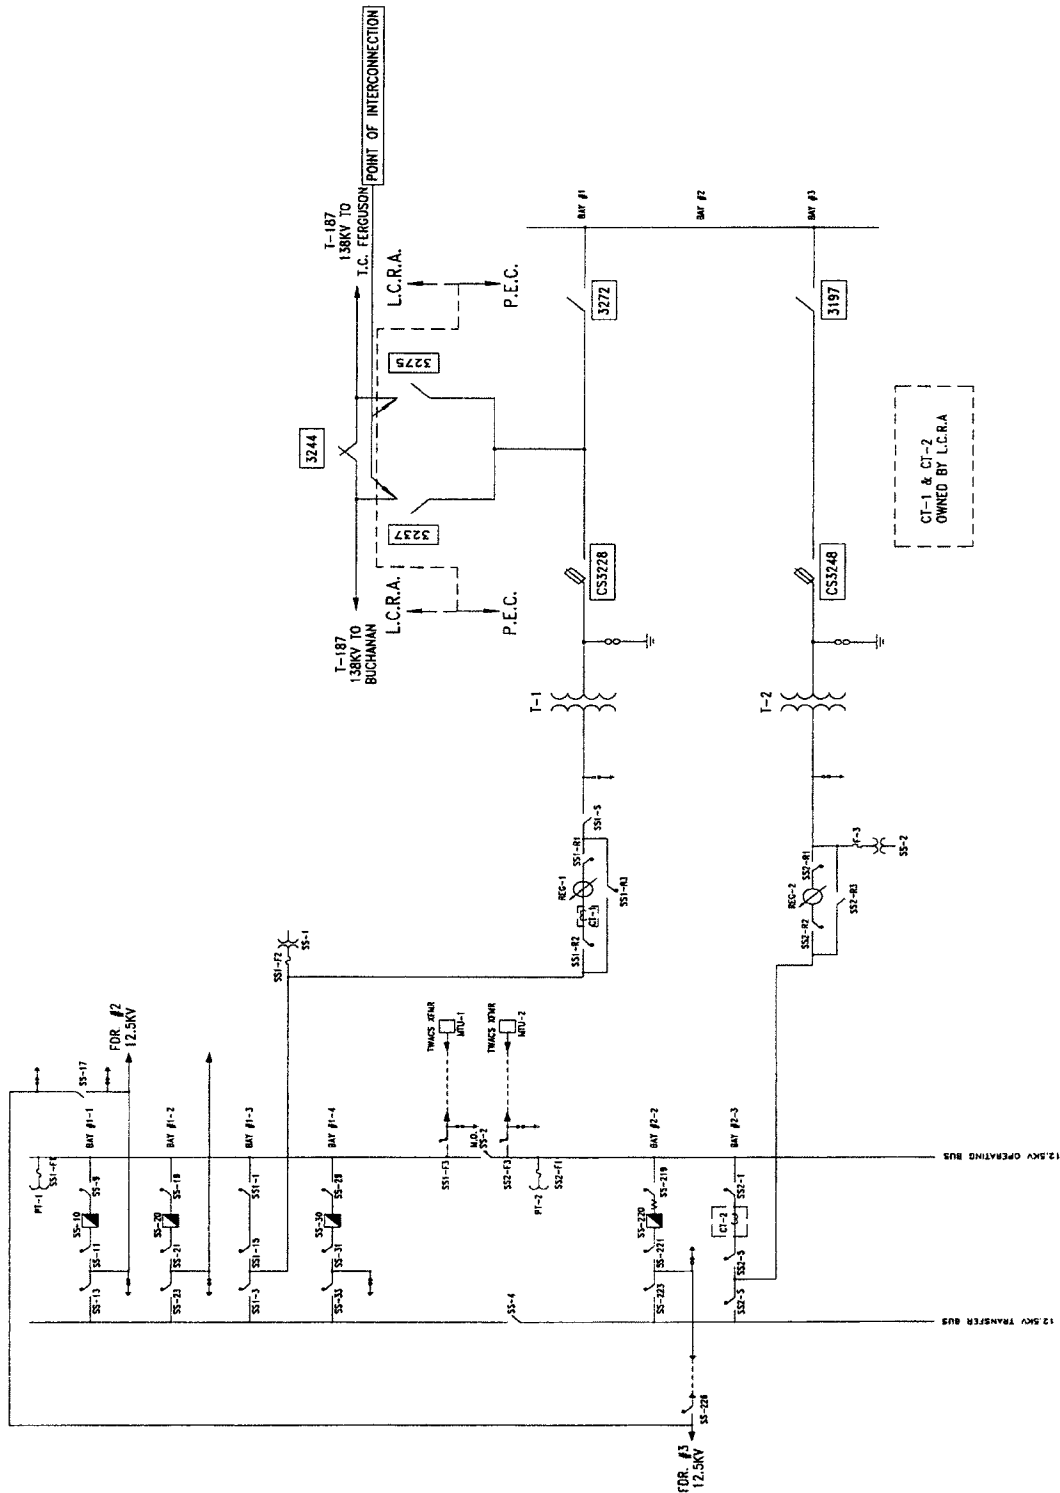 POINT OF INTERCONNECTION
T-187
138KV TO
T.C. FERGUSON
L.C.R.A.
P.E.C.
3275
3244
3237
L.C.R.A.
P.E.C.
T-187
138KV TO
BUCHANAN
BAY #1
BAY #2
BAY #3
3272
3197
CS3228
CS3248
CT-1 & CT-2
OWNED BY L.C.R.A
T-1
T-2
SS1-S
SS1-R1
REG-1
CT-1
SS1-R2
SS1-R3
SS2-R1
REG-2
SS2-R2
SS2-R3
F-3
SS-2
SS-1
SS1-F2
FDR. #2
12.5KV
SS-17
BAY #1-1
BAY #1-2
BAY #1-3
BAY #1-4
TWACS XFMR
MTU-1
TWACS XFMR
MTU-2
M.O.
SS-2
SS1-F3
SS2-F3
BAY #2-2
BAY #2-3
12.5KV OPERATING BUS
PT-1
SS1-F1
SS-9
SS-10
SS-11
SS-13
SS-19
SS-20
SS-21
SS-23
SS1-1
SS1-15
SS1-3
SS-29
SS-30
SS-31
SS-33
PT-2
SS2-F1
SS-219
SS-220
SS-221
SS-223
SS2-1
CT-2
SS2-5
SS2-S
SS-4
12.5KV TRANSFER BUS
SS-226
FDR. #3
12.5KV